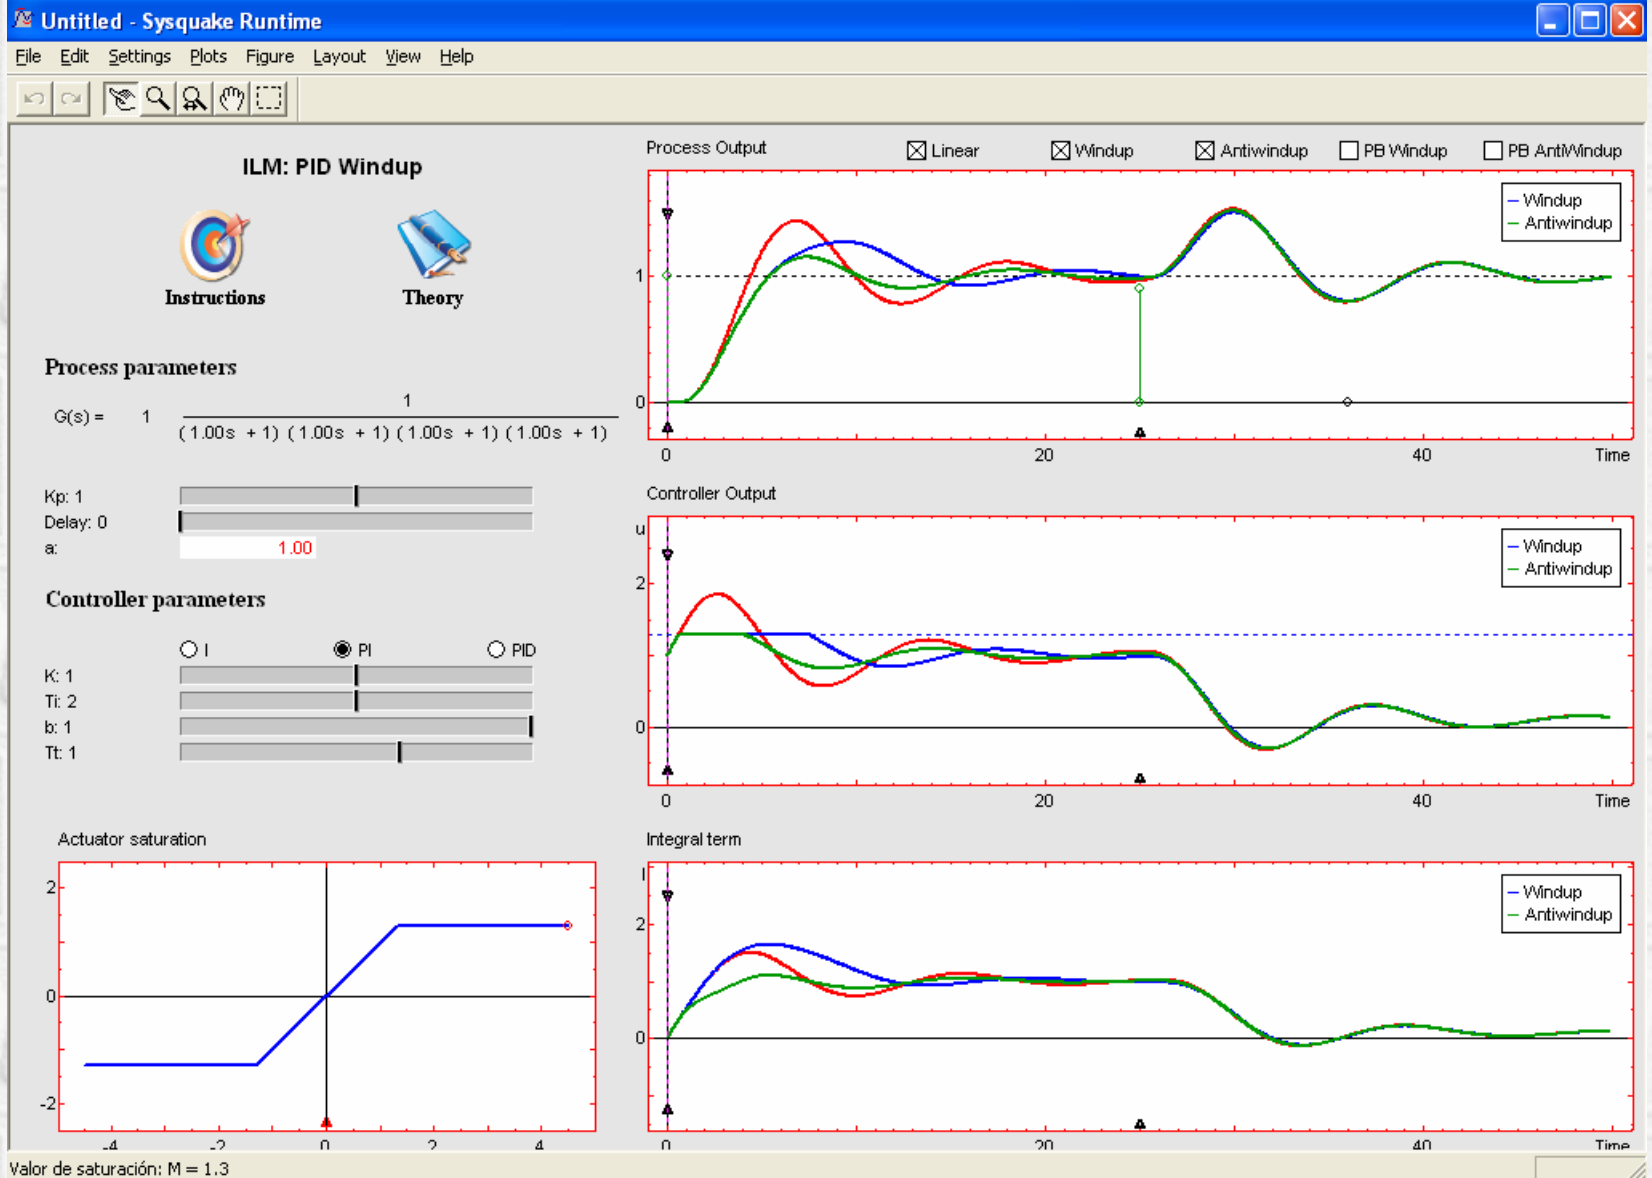 Untitled - Sysquake Runtime
File Edit Settings Plots Figure Layout View Help
ILM: PID Windup
Instructions Theory
Process parameters
G(s) = 1 1
(1.00s + 1) (1.00s + 1) (1.00s + 1) (1.00s + 1)
Kp: 1
Delay: 0
a: 1.00
Controller parameters
I PI PID
K: 1
Ti: 2
b: 1
Tt: 1
Actuator saturation
2
0
-2
-4 -2 0 2 4
Process Output Linear Windup Antiwindup PB Windup PB AntiWindup
Windup
Antiwindup
1
0
0 20 40 Time
Controller Output
u
Windup
Antiwindup
2
0
0 20 40 Time
Integral term
I
Windup
Antiwindup
2
0
0 20 40 Time
Valor de saturación: M = 1.3